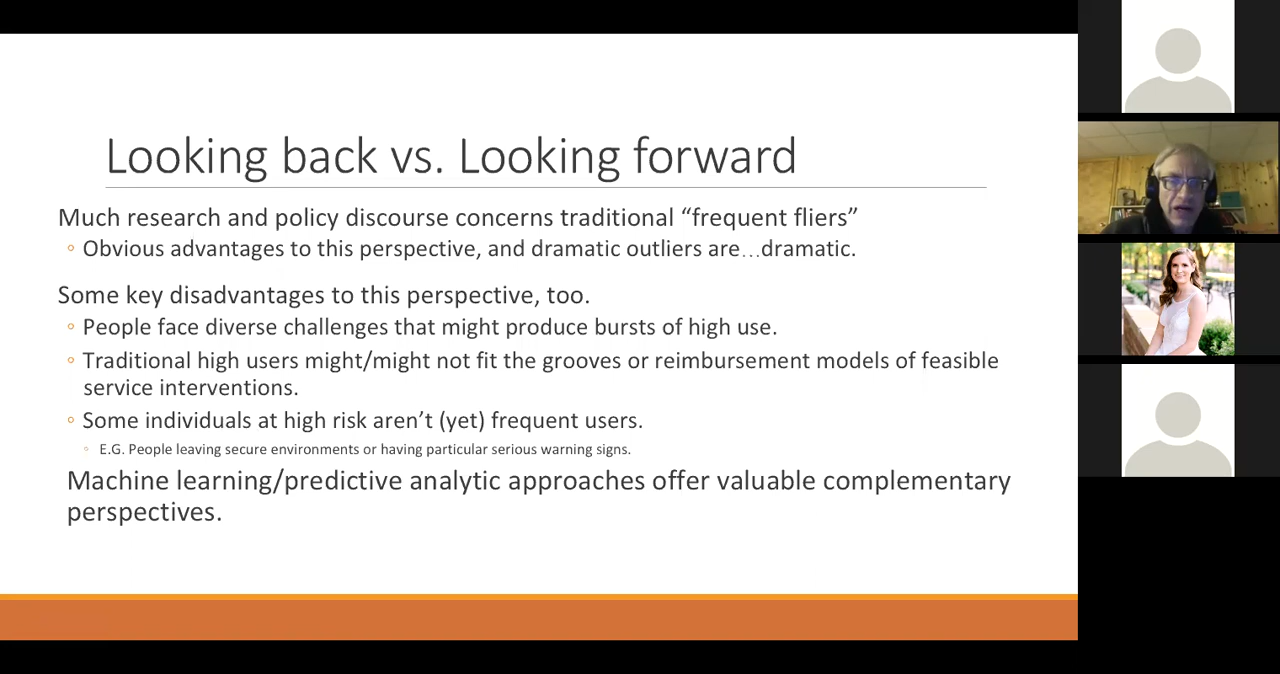 Looking back vs. Looking forward
Much research and policy discourse concerns traditional “frequent fliers”
◦ Obvious advantages to this perspective, and dramatic outliers are…dramatic.
Some key disadvantages to this perspective, too.
◦ People face diverse challenges that might produce bursts of high use.
◦ Traditional high users might/might not fit the grooves or reimbursement models of feasible
service interventions.
◦ Some individuals at high risk aren’t (yet) frequent users.
◦ E.G. People leaving secure environments or having particular serious warning signs.
Machine learning/predictive analytic approaches offer valuable complementary
perspectives.